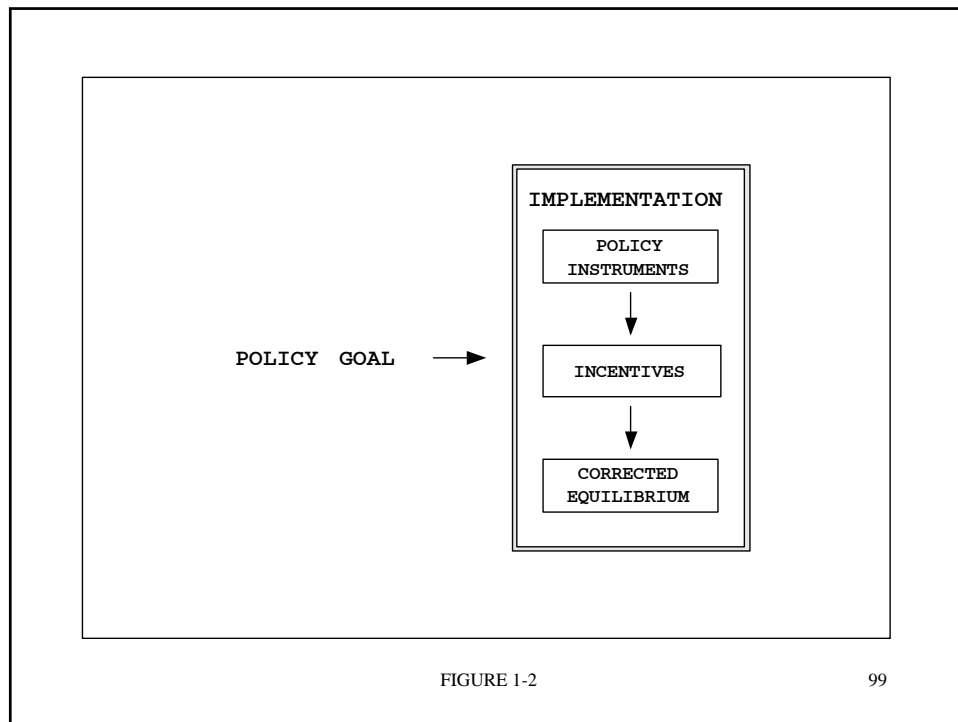 IMPLEMENTATION
POLICY
INSTRUMENTS
POLICY GOAL
INCENTIVES
CORRECTED
EQUILIBRIUM
FIGURE 1-2
99